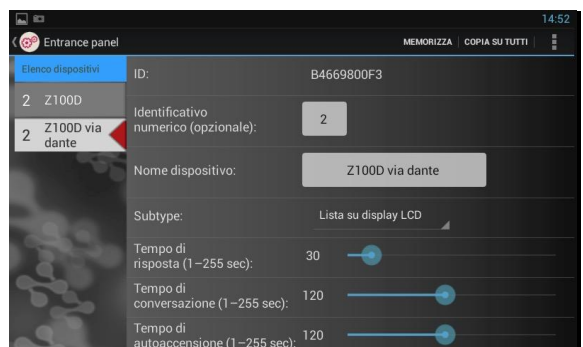 14:52
Entrance panel
MEMORIZZA
COPIA SU TUTTI
Elenco dispositivi
2 Z100D
2 Z100D via
dante
ID:
B4669800F3
Identificativo
numerico (opzionale):
2
Nome dispositivo:
Z100D via dante
Subtype:
Lista su display LCD
Tempo di
risposta (1–255 sec):
30
Tempo di
conversazione (1–255 sec):
120
Tempo di
autoaccensione (1–255 sec):
120